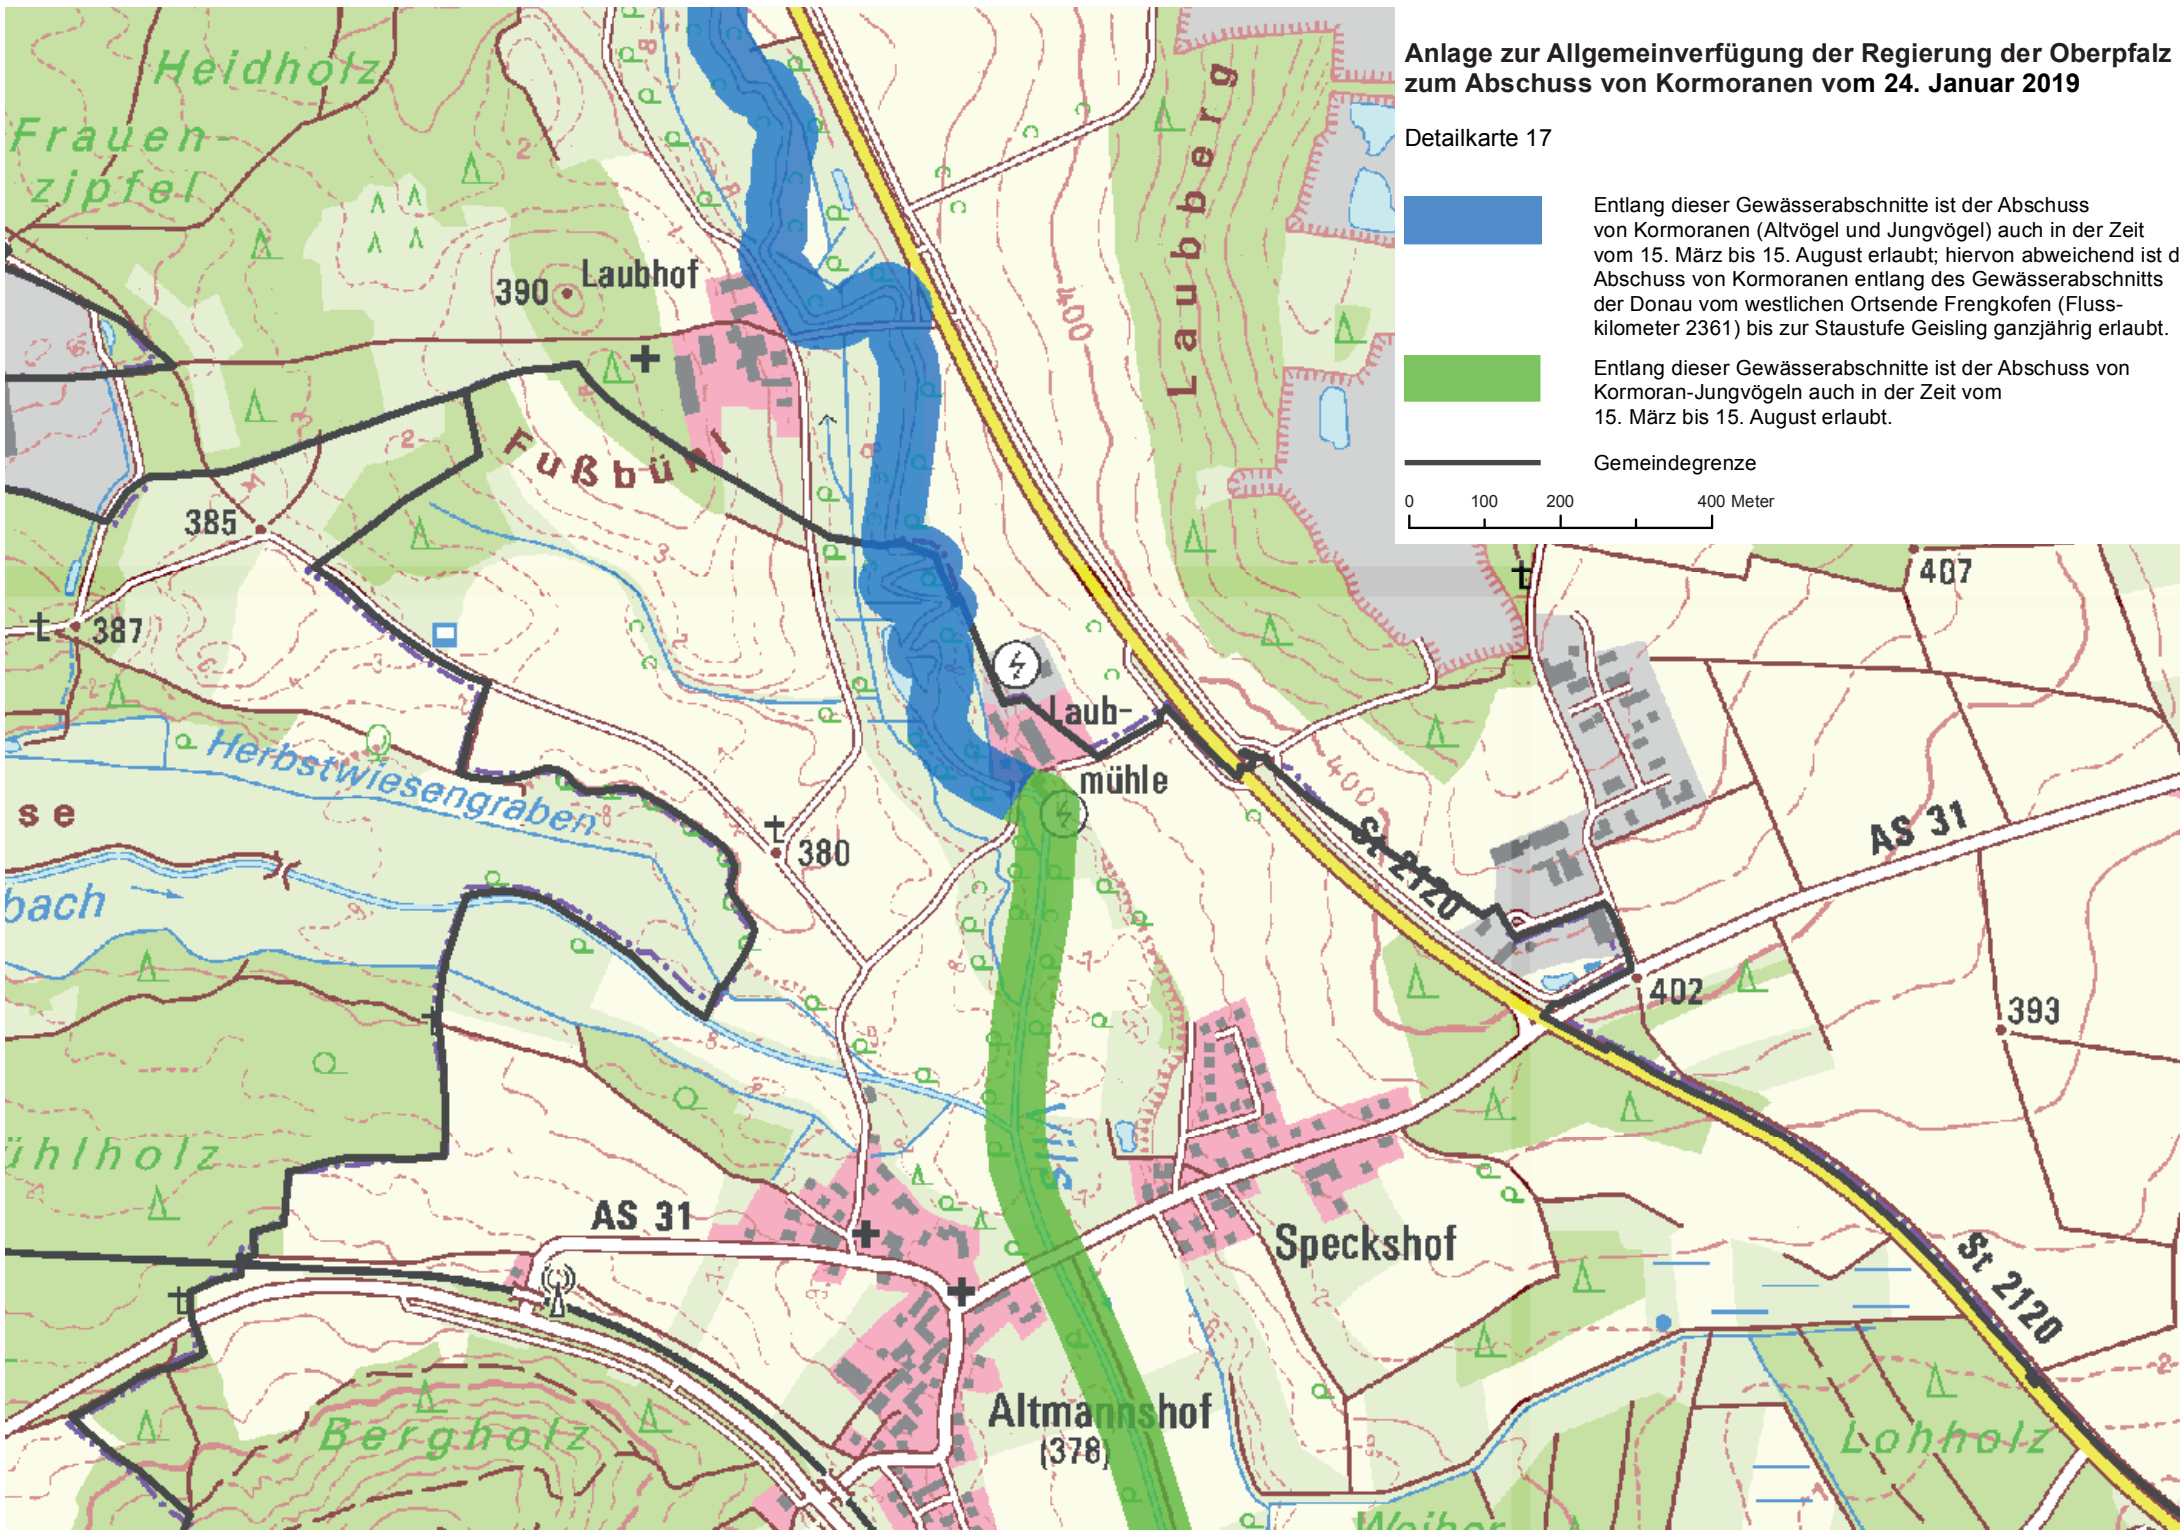 Anlage zur Allgemeinverfügung der Regierung der Oberpfalz
zum Abschuss von Kormoranen vom 24. Januar 2019
Detailkarte 17
Entlang dieser Gewässerabschnitte ist der Abschuss
von Kormoranen (Altvögel und Jungvögel) auch in der Zeit
vom 15. März bis 15. August erlaubt; hiervon abweichend ist d
Abschuss von Kormoranen entlang des Gewässerabschnitts
der Donau vom westlichen Ortsende Frengkofen (Fluss-
kilometer 2361) bis zur Staustufe Geisling ganzjährig erlaubt.
Entlang dieser Gewässerabschnitte ist der Abschuss von
Kormoran-Jungvögeln auch in der Zeit vom
15. März bis 15. August erlaubt.
Gemeindegrenze
0 100 200 400 Meter
Heidholz
Frauen-
zipfel
Laubberg
390 Laubhof
400
Fußbühl
385
387
407
Laub-
mühle
Herbstwiesengraben
se
380
400
St 2120
AS 31
bach
402
393
Vils
ühlholz
AS 31
Speckshof
St 2120
Altmannshof
(378)
Bergholz
Lohholz
Weiher